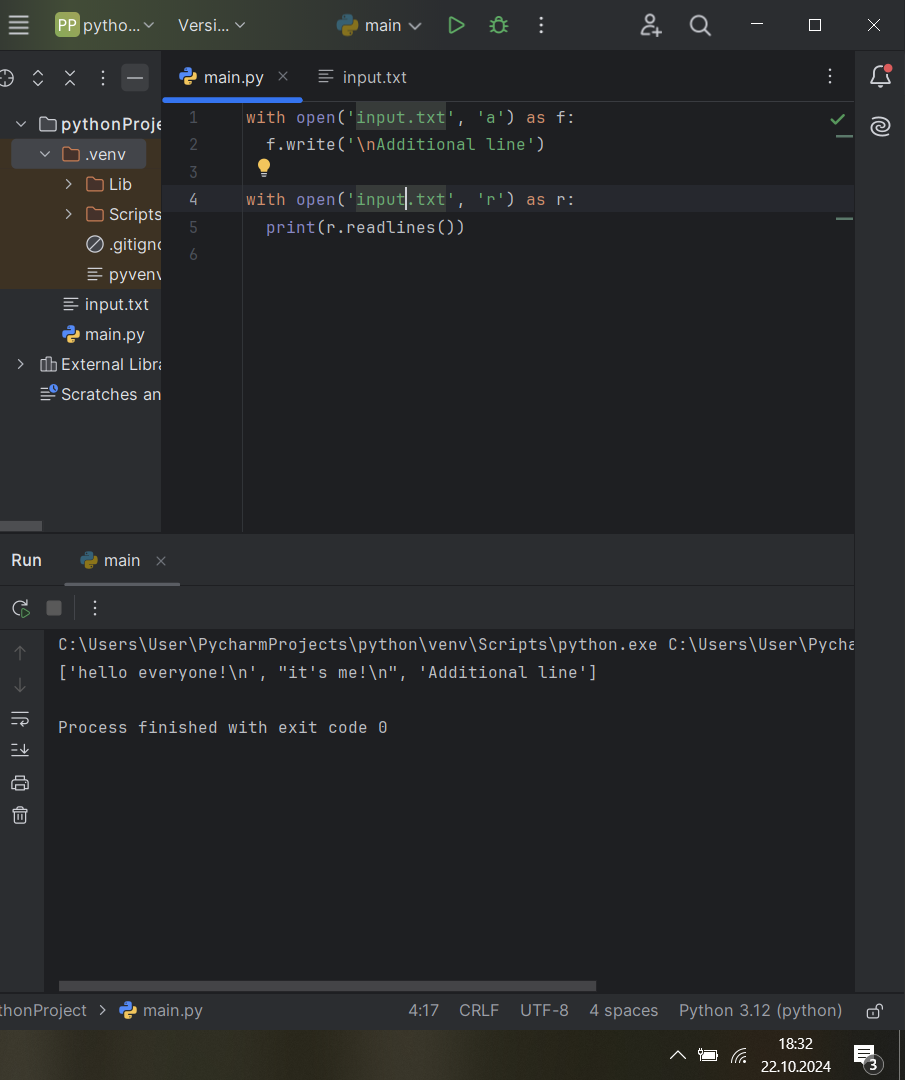 PP pytho... Versi... main
main.py input.txt
pythonProje
.venv
Lib
Scripts
.gitigno
pyvenv
input.txt
main.py
External Libra
Scratches an
1 with open('input.txt', 'a') as f:
2 f.write('\nAdditional line')
3
4 with open('input.txt', 'r') as r:
5 print(r.readlines())
6
Run main
C:\Users\User\PycharmProjects\python\venv\Scripts\python.exe C:\Users\User\Pycha
['hello everyone!\n', "it's me!\n", 'Additional line']
Process finished with exit code 0
thonProject main.py 4:17 CRLF UTF-8 4 spaces Python 3.12 (python)
18:32
22.10.2024
3